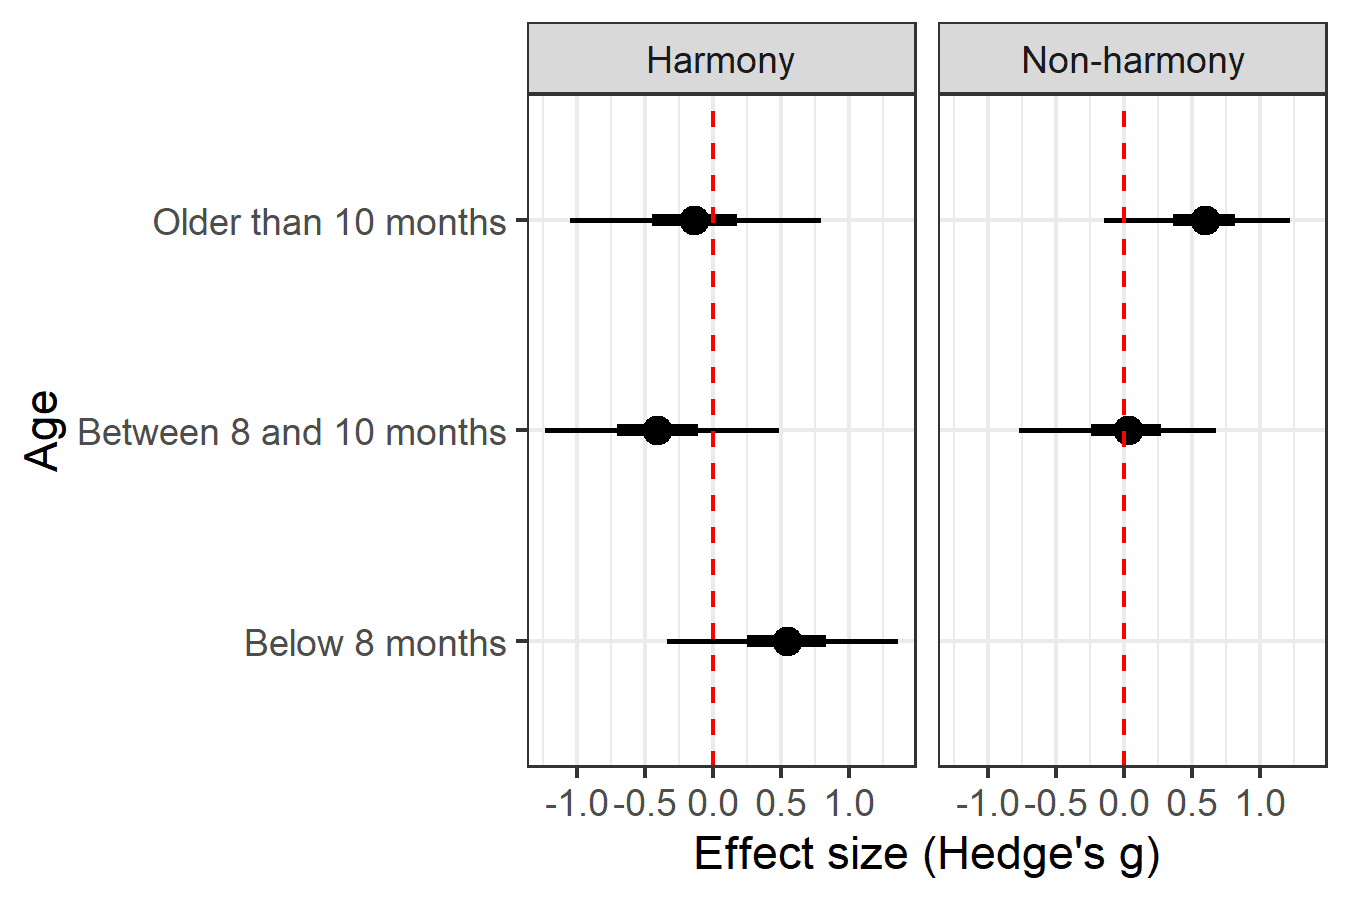 Harmony Non-harmony
Older than 10 months
Between 8 and 10 months
Below 8 months
Age
-1.0 -0.5 0.0 0.5 1.0 -1.0 -0.5 0.0 0.5 1.0
Effect size (Hedge's g)